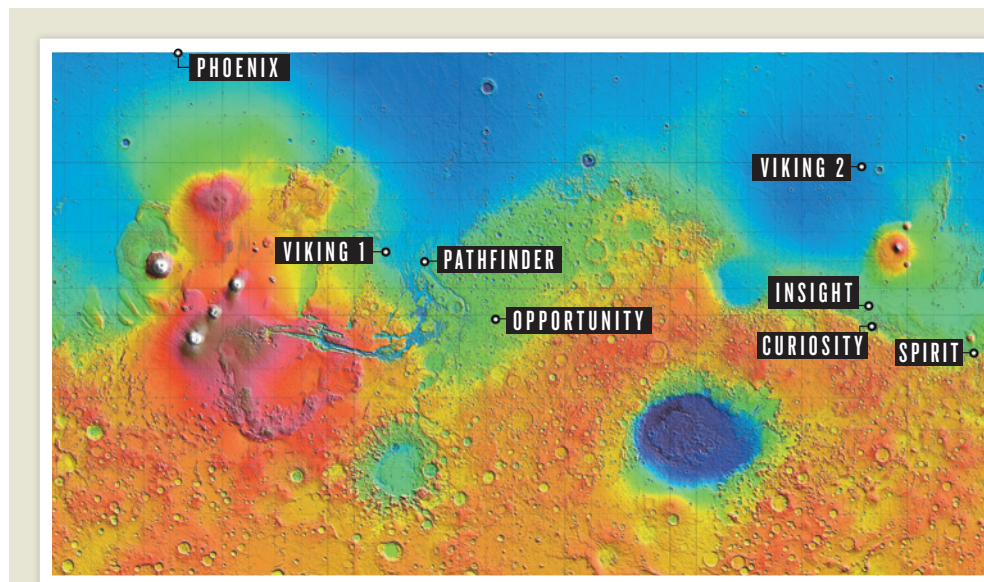 PHOENIX
VIKING 2
VIKING 1
PATHFINDER
INSIGHT
OPPORTUNITY
CURIOSITY
SPIRIT